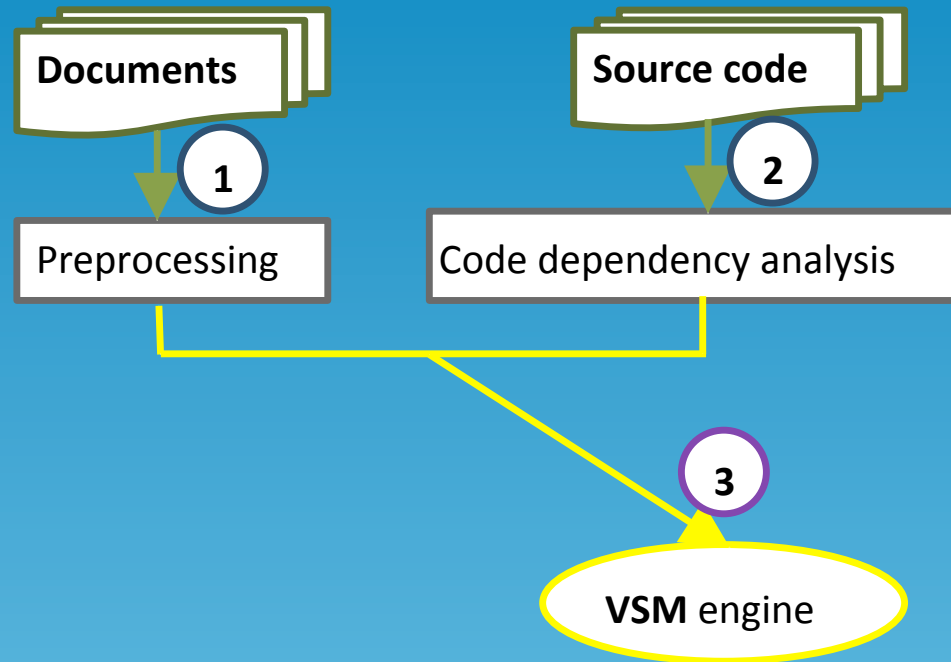 Documents
Source code
1
2
Preprocessing
Code dependency analysis
3
VSM engine